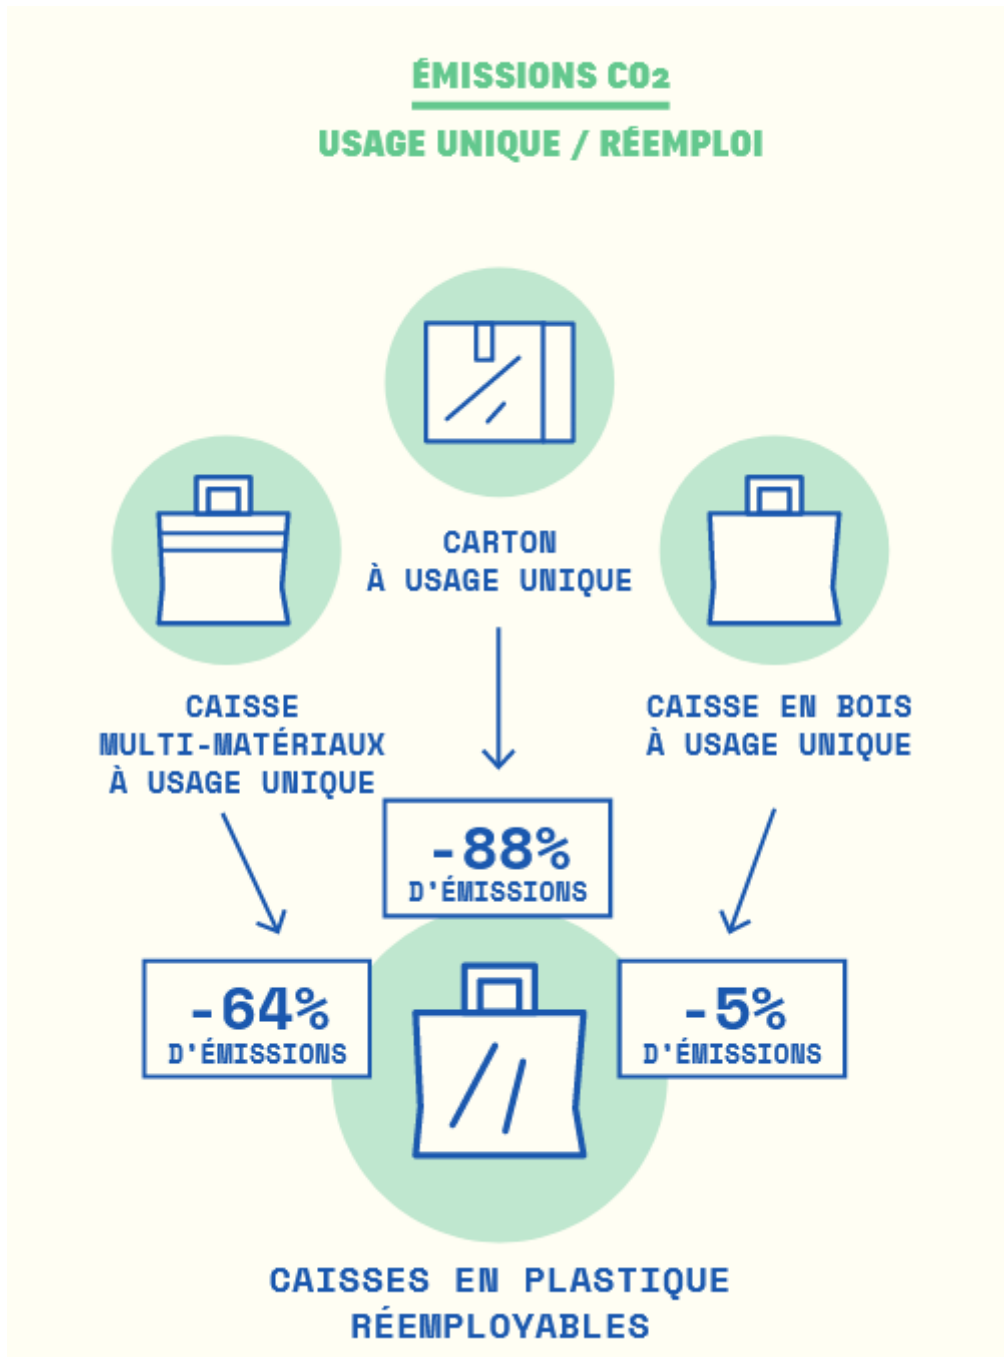 ÉMISSIONS CO2
USAGE UNIQUE / RÉEMPLOI
CARTON
À USAGE UNIQUE
CAISSE
MULTI-MATÉRIAUX
À USAGE UNIQUE
CAISSE EN BOIS
À USAGE UNIQUE
-88%
D'ÉMISSIONS
-64%
D'ÉMISSIONS
-5%
D'ÉMISSIONS
CAISSES EN PLASTIQUE
RÉEMPLOYABLES